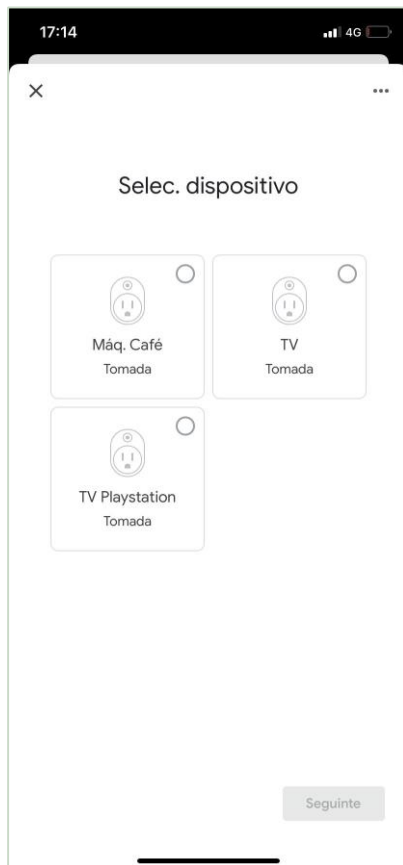 17:14
4G
Selec. dispositivo
Máq. Café
Tomada
TV
Tomada
TV Playstation
Tomada
Seguinte